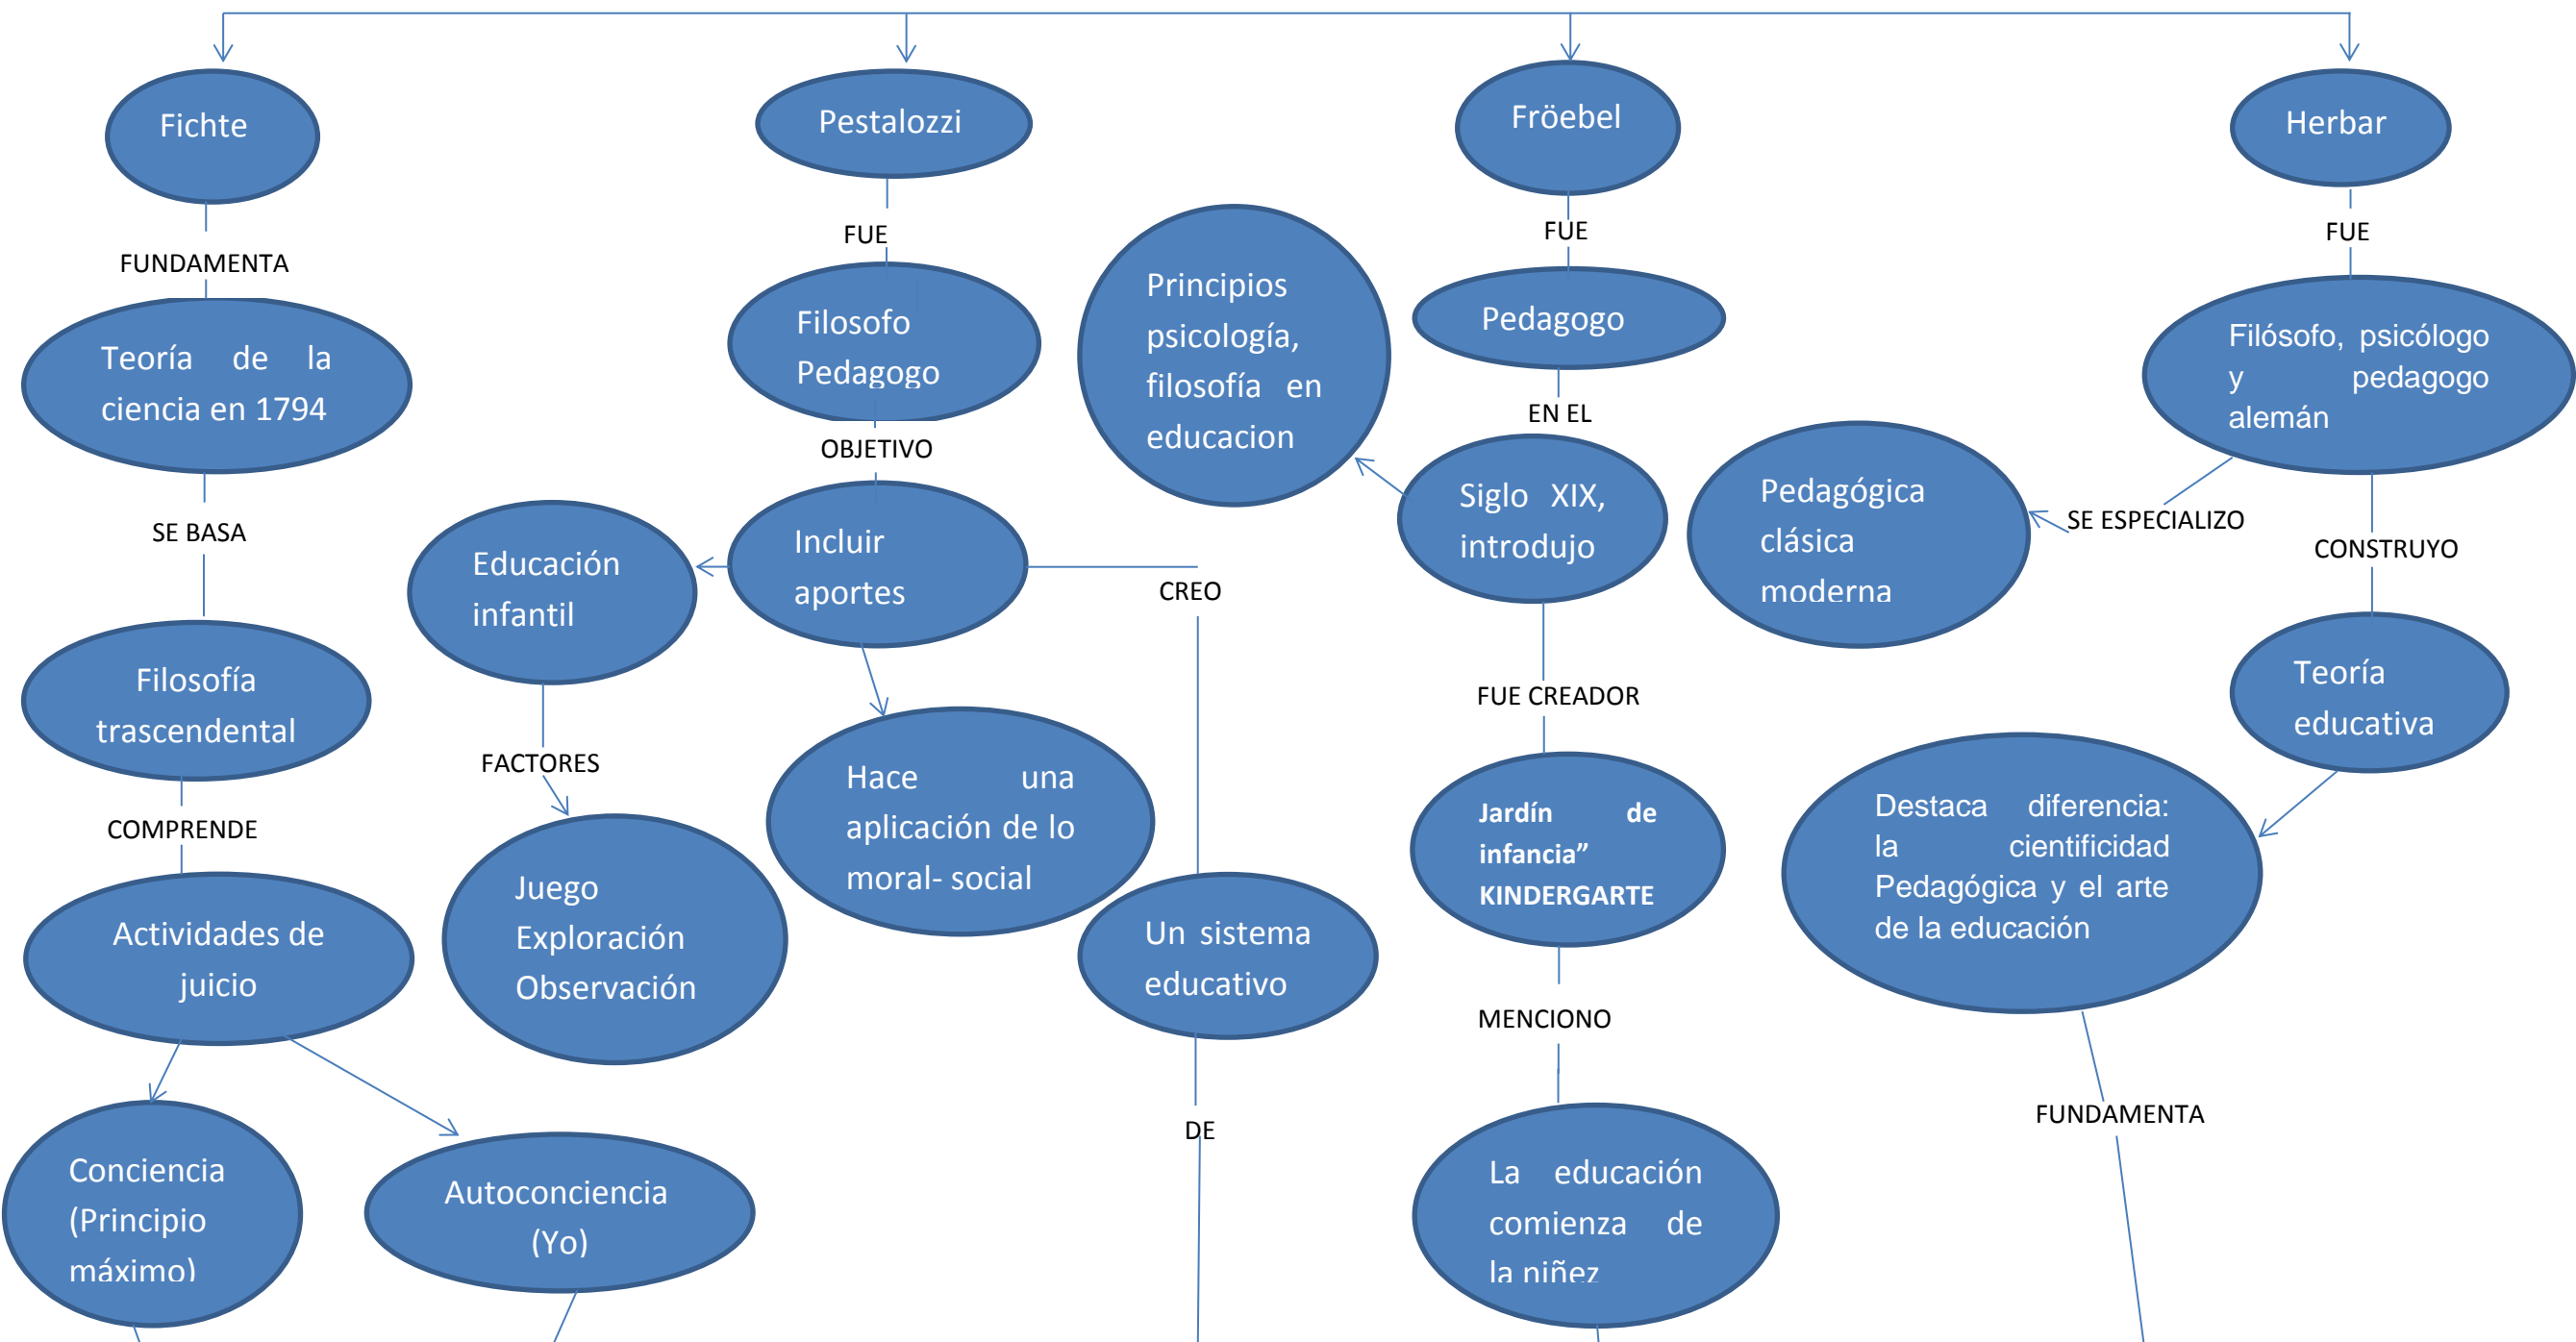 Fichte
FUNDAMENTA
Teoría de la
ciencia en 1794
SE BASA
Filosofía
trascendental
COMPRENDE
Actividades de
juicio
Conciencia
(Principio
máximo)
Autoconciencia
(Yo)
Pestalozzi
FUE
Filosofo
Pedagogo
OBJETIVO
Incluir
aportes
Educación
infantil
FACTORES
Juego
Exploración
Observación
Hace una
aplicación de lo
moral- social
CREO
Un sistema
educativo
DE
Fröebel
FUE
Pedagogo
EN EL
Siglo XIX,
introdujo
Principios
psicología,
filosofía en
educacion
FUE CREADOR
Jardín de
infancia”
KINDERGARTE
MENCIONO
La educación
comienza de
la niñez
Herbar
FUE
Filósofo, psicólogo
y pedagogo
alemán
SE ESPECIALIZO
Pedagógica
clásica
moderna
CONSTRUYO
Teoría
educativa
Destaca diferencia:
la cientificidad
Pedagógica y el arte
de la educación
FUNDAMENTA